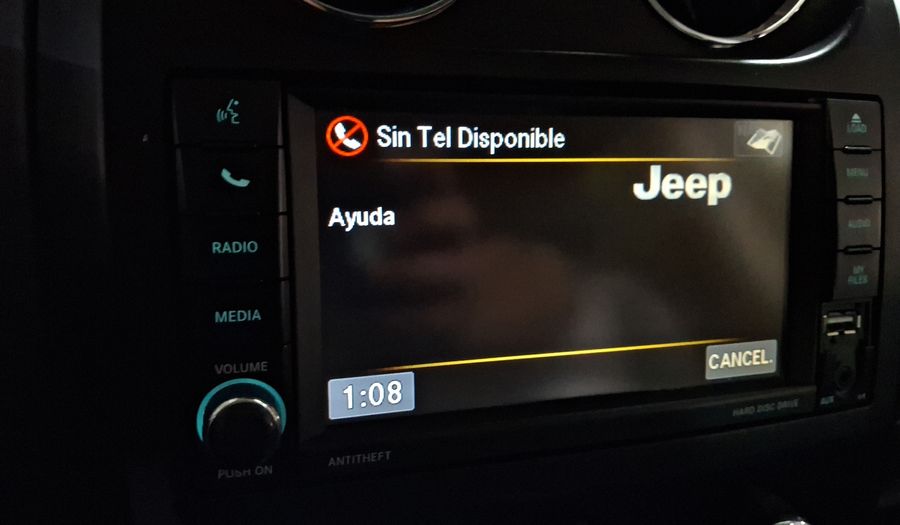 Sin Tel Disponible
Jeep
Ayuda
CANCEL.
1:08
RADIO
MEDIA
VOLUME
PUSH ON
ANTITHEFT
LOAD
MENU
AUDIO
MY
FILES
AUX
HARD DISC DRIVE